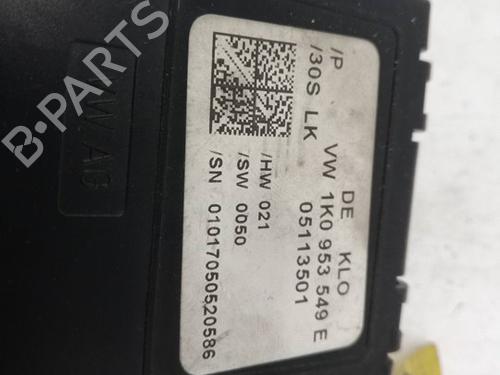 /P DE KLO
/30S LK VW 1K0 953 549 E
05113501
/HW 021
/SW 0050
/SN 01017050520586
VW AG
B-PARTS